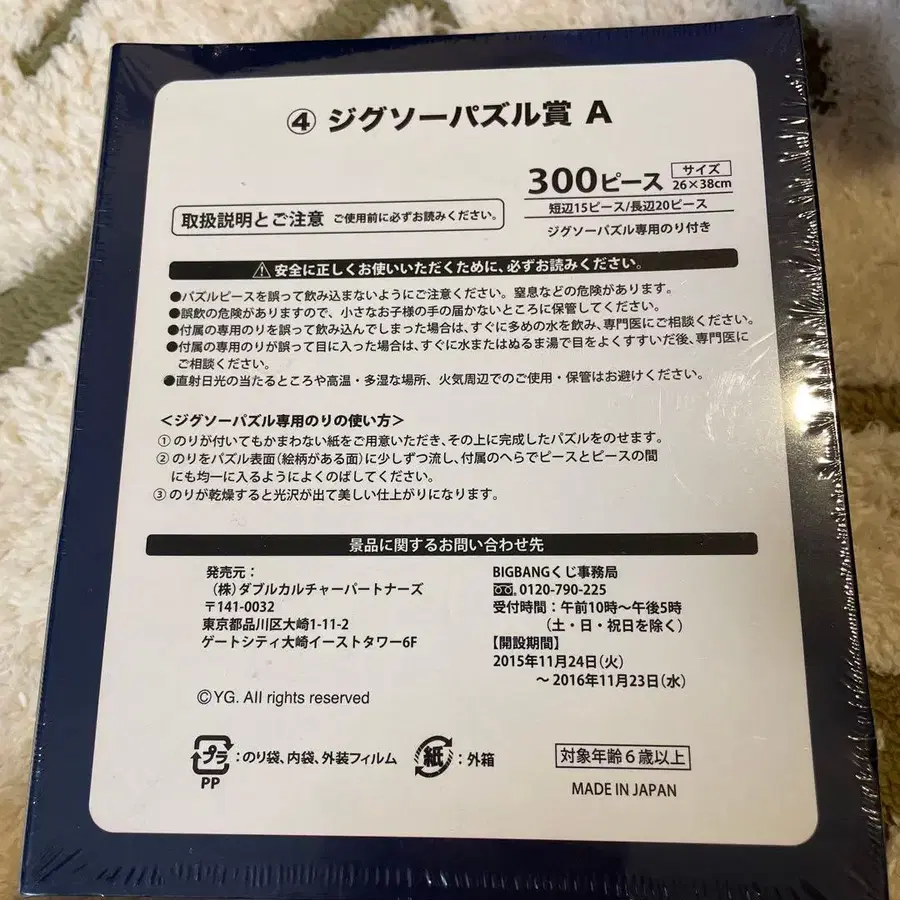 ④ ジグソーパズル賞 A
300ピース
サイズ
26×38cm
短辺15ピース/長辺20ピース
ジグソーパズル専用のり付き
取扱説明とご注意 ご使用前に必ずお読みください。
安全に正しくお使いいただくために、必ずお読みください。
●パズルピースを誤って飲み込まないようにご注意ください。窒息などの危険があります。
●誤飲の危険がありますので、小さなお子様の手の届かないところに保管してください。
●付属の専用のりを誤って飲み込んでしまった場合は、すぐに多めの水を飲み、専門医にご相談ください。
●付属の専用のりが誤って目に入った場合は、すぐに水またはぬるま湯で目をよくすすいだ後、専門医に
ご相談ください。
●直射日光の当たるところや高温・多湿な場所、火気周辺でのご使用・保管はお避けください。
＜ジグソーパズル専用のりの使い方＞
① のりが付いてもかまわない紙をご用意いただき、その上に完成したパズルをのせます。
② のりをパズル表面(絵柄がある面)に少しずつ流し、付属のへらでピースとピースの間
にも均一に入るようによくのばしてください。
③ のりが乾燥すると光沢が出て美しい仕上がりになります。
景品に関するお問い合わせ先
発売元：
(株)ダブルカルチャーパートナーズ
〒141-0032
東京都品川区大崎1-11-2
ゲートシティ大崎イーストタワー6F
BIGBANGくじ事務局
0120-790-225
受付時間：午前10時～午後5時
(土・日・祝日を除く)
【開設期間】
2015年11月24日(火)
～2016年11月23日(水)
©YG. All rights reserved
プラ：のり袋、内袋、外装フィルム
PP
紙：外箱
対象年齢6歳以上
MADE IN JAPAN